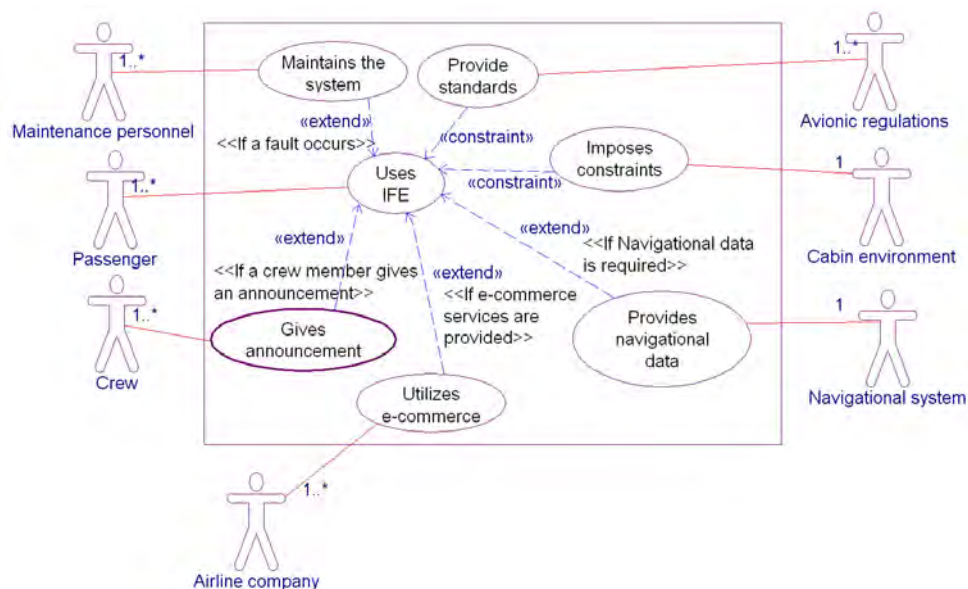 1..*
Maintenance personnel
Maintains the
system
Provide
standards
1..*
Avionic regulations
«extend»
<<If a fault occurs>>
«constraint»
Imposes
constraints
1
Cabin environment
«constraint»
Uses
IFE
1..*
Passenger
«extend»
<<If a crew member gives
an announcement>>
«extend»
<<If e-commerce
services are
provided>>
«extend»
<<If Navigational data
is required>>
1..*
Crew
Gives
announcement
Provides
navigational
data
1
Navigational system
Utilizes
e-commerce
1..*
Airline company